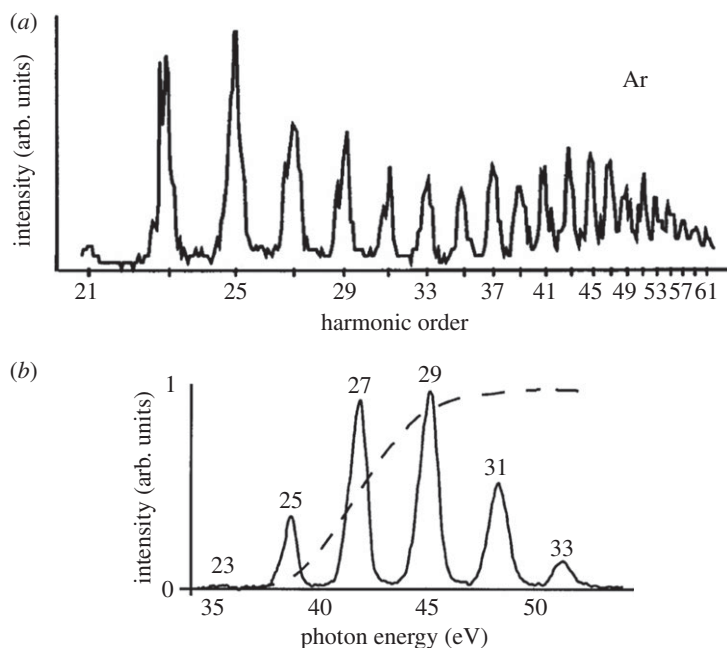 (a)
Ar
intensity (arb. units)
21 25 29 33 37 41 45 49 53 57 61
harmonic order
(b)
1
0
intensity (arb. units)
23 25 27 29 31 33
35 40 45 50
photon energy (eV)